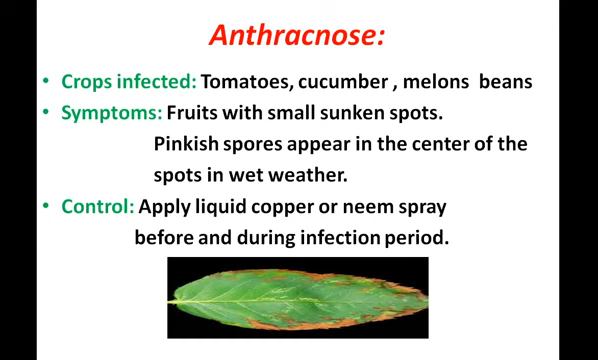 Anthracnose:
• Crops infected: Tomatoes, cucumber , melons beans
• Symptoms: Fruits with small sunken spots.
Pinkish spores appear in the center of the
spots in wet weather.
• Control: Apply liquid copper or neem spray
before and during infection period.